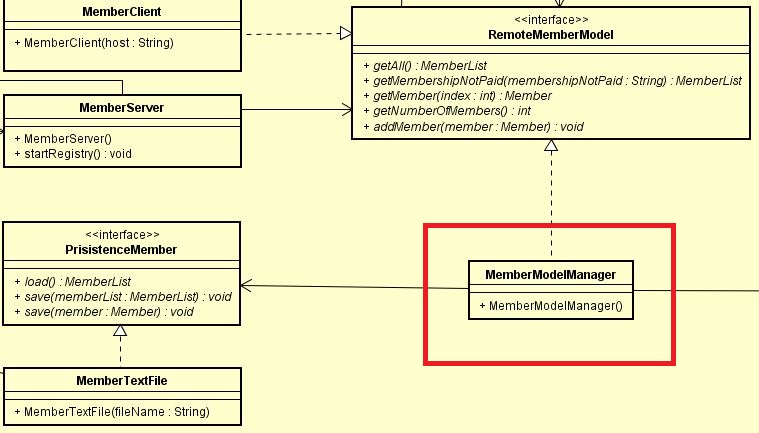 MemberClient
+ MemberClient(host : String)
<<interface>>
RemoteMemberModel
+ getAll() : MemberList
+ getMembershipNotPaid(membershipNotPaid : String) : MemberList
+ getMember(index : int) : Member
+ getNumberOfMembers() : int
+ addMember(member : Member) : void
MemberServer
+ MemberServer()
+ startRegistry() : void
<<interface>>
PrisistenceMember
+ load() : MemberList
+ save(memberList : MemberList) : void
+ save(member : Member) : void
MemberModelManager
+ MemberModelManager()
MemberTextFile
+ MemberTextFile(fileName : String)